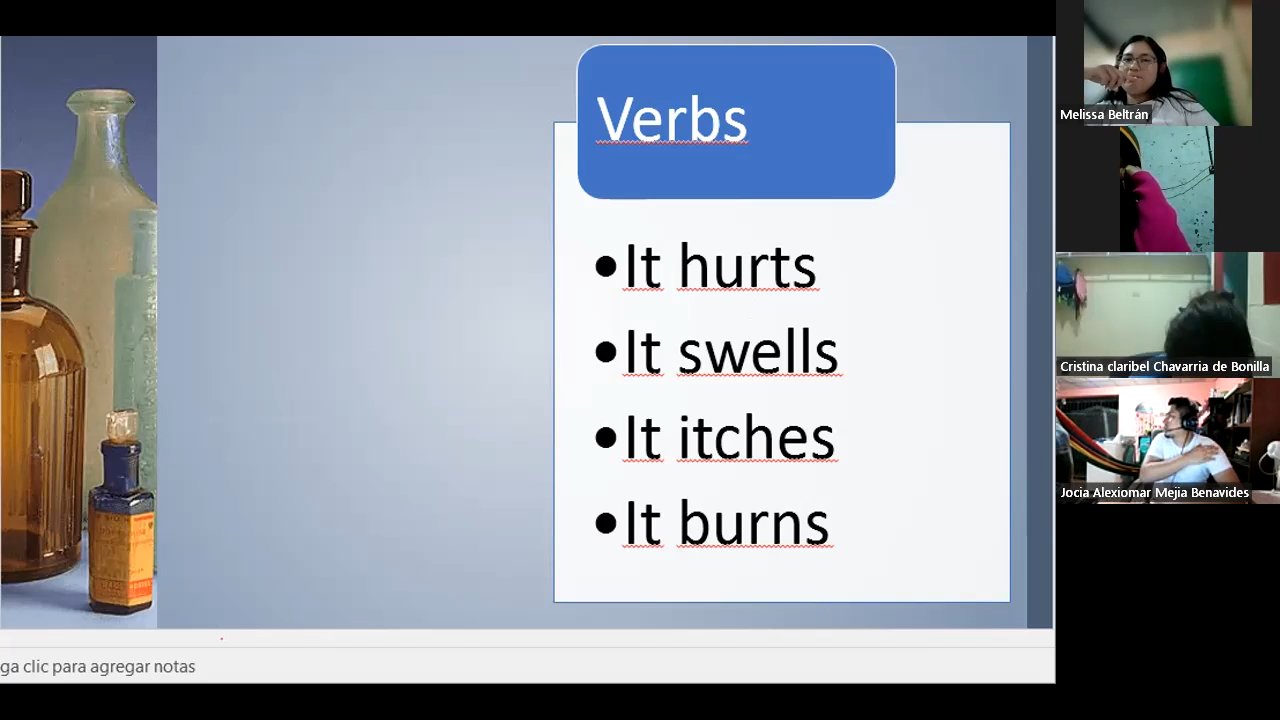 Verbs
•It hurts
•It swells
•It itches
•It burns
ga clic para agregar notas
Melissa Beltrán
Cristina claribel Chavarria de Bonilla
Jocia Alexiomar Mejia Benavides